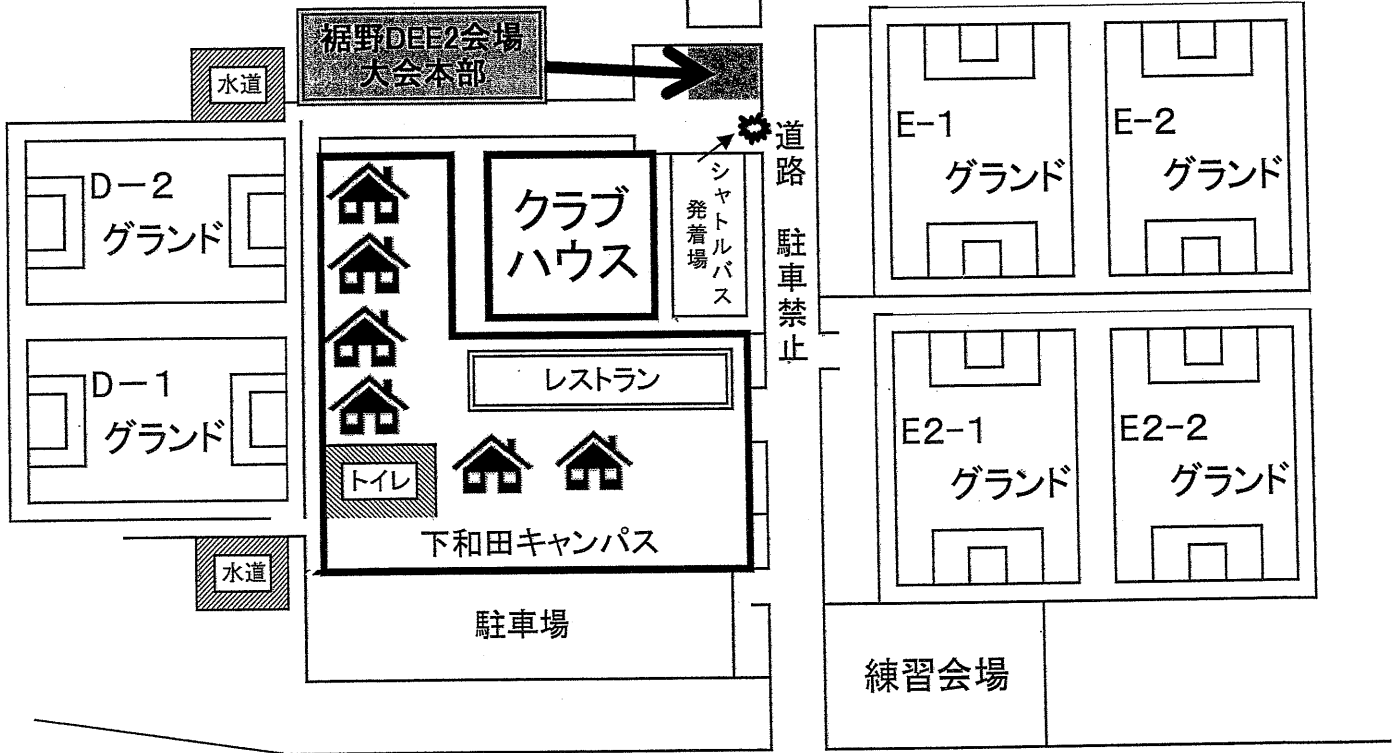 裾野DEE2会場
大会本部
水道
E-1
グランド
E-2
グランド
道路 駐車禁止
D-2
グランド
クラブ
ハウス
シャトルバス
発着場
D-1
グランド
レストラン
E2-1
グランド
E2-2
グランド
トイレ
下和田キャンパス
水道
駐車場
練習会場